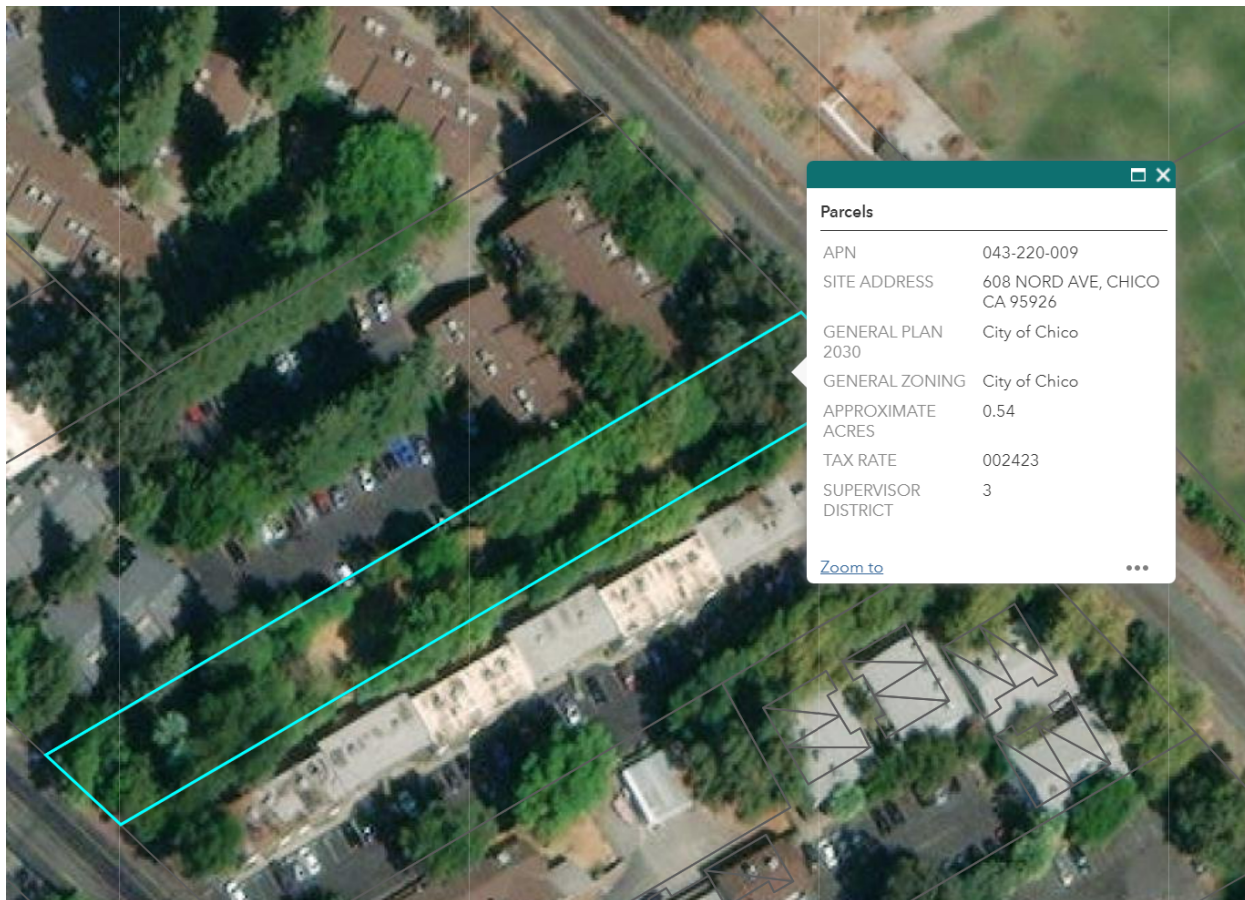 Parcels
APN 043-220-009
SITE ADDRESS 608 NORD AVE, CHICO
CA 95926
GENERAL PLAN City of Chico
2030
GENERAL ZONING City of Chico
APPROXIMATE 0.54
ACRES
TAX RATE 002423
SUPERVISOR 3
DISTRICT
Zoom to